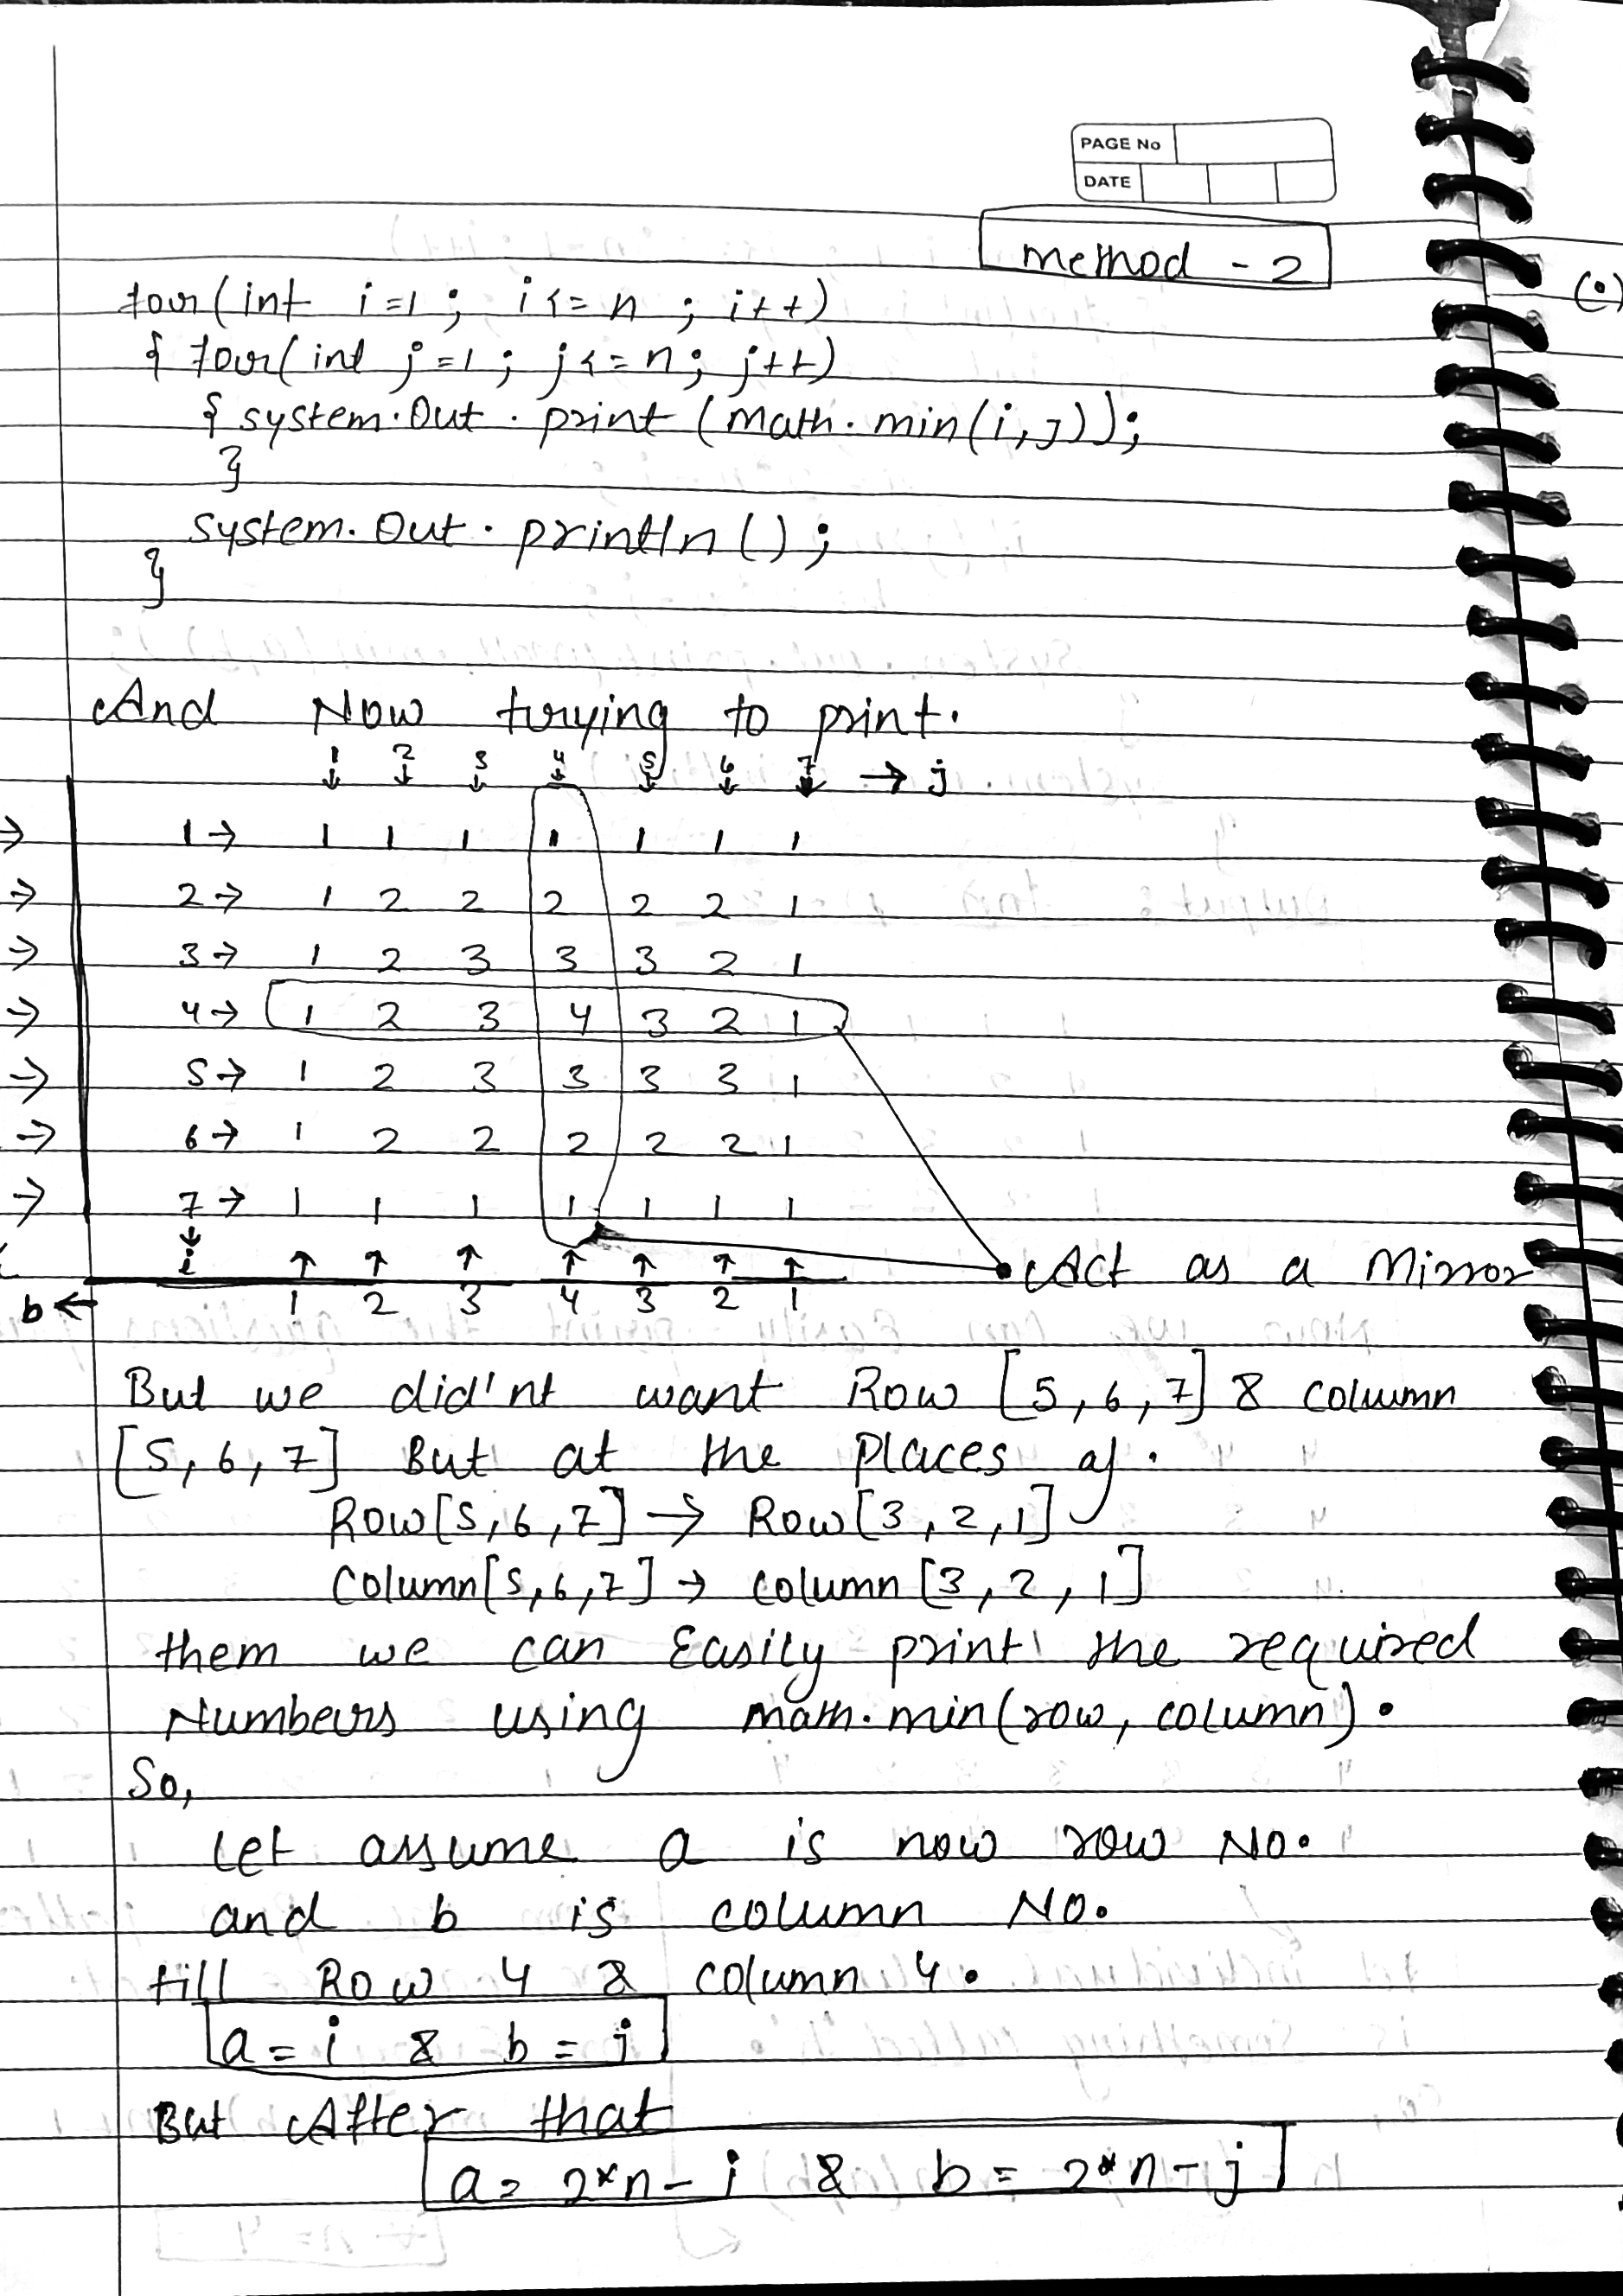 PAGE No
DATE
method - 2
for(int i=1; i<=n; i++)
{ for(int j=1; j<=n; j++)
{ system.Out.print(math.min(i,j));
}
system.Out.println();
}
And Now trying to print.
1 2 3 4 5 6 7 → j
1→ 1 1 1 1 1 1 1
2→ 1 2 2 2 2 2 1
3→ 1 2 3 3 3 2 1
4→ 1 2 3 4 3 2 1
5→ 1 2 3 3 3 3 1
6→ 1 2 2 2 2 2 1
7→ 1 1 1 1 1 1 1
i ↑ ↑ ↑ ↑ ↑ ↑ ↑ Act as a Mirror
b ← 1 2 3 4 3 2 1
But we did'nt want Row [5,6,7] & column
[5,6,7] But at the places of.
Row[5,6,7] → Row[3,2,1]
Column[5,6,7] → column[3,2,1]
them we can Easily print the required
Numbers using math.min(row, column).
So,
let assume a is now row No.
and b is column No.
till Row 4 & column 4.
a = i & b = j
But After that
a = 2*n - i & b = 2*n - j